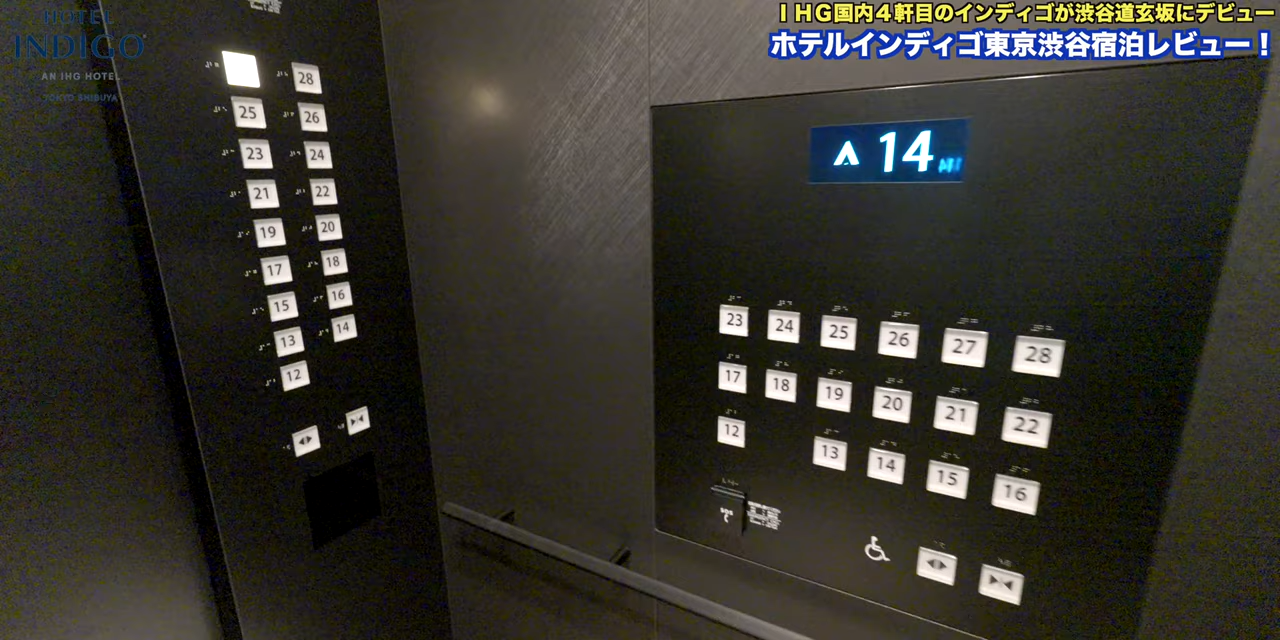 HOTEL
INDIGO
AN IHG HOTEL
TOKYO SHIBUYA
ＩＨＧ国内４軒目のインディゴが渋谷道玄坂にデビュー
ホテルインディゴ東京渋谷宿泊レビュー！
14
28
25 26
23 24
21 22
19 20
17 18
15 16
13 14
12
23 24 25 26 27 28
17 18 19 20 21 22
12 13 14 15 16